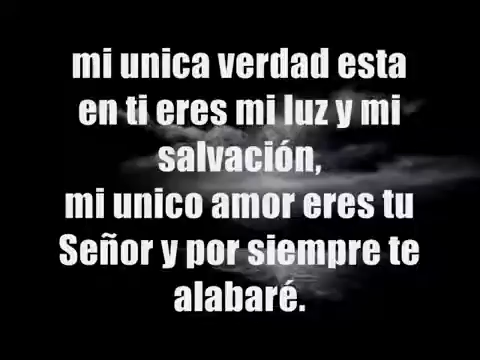 mi unica verdad esta
en ti eres mi luz y mi
salvación,
mi unico amor eres tu
Señor y por siempre te
alabaré.